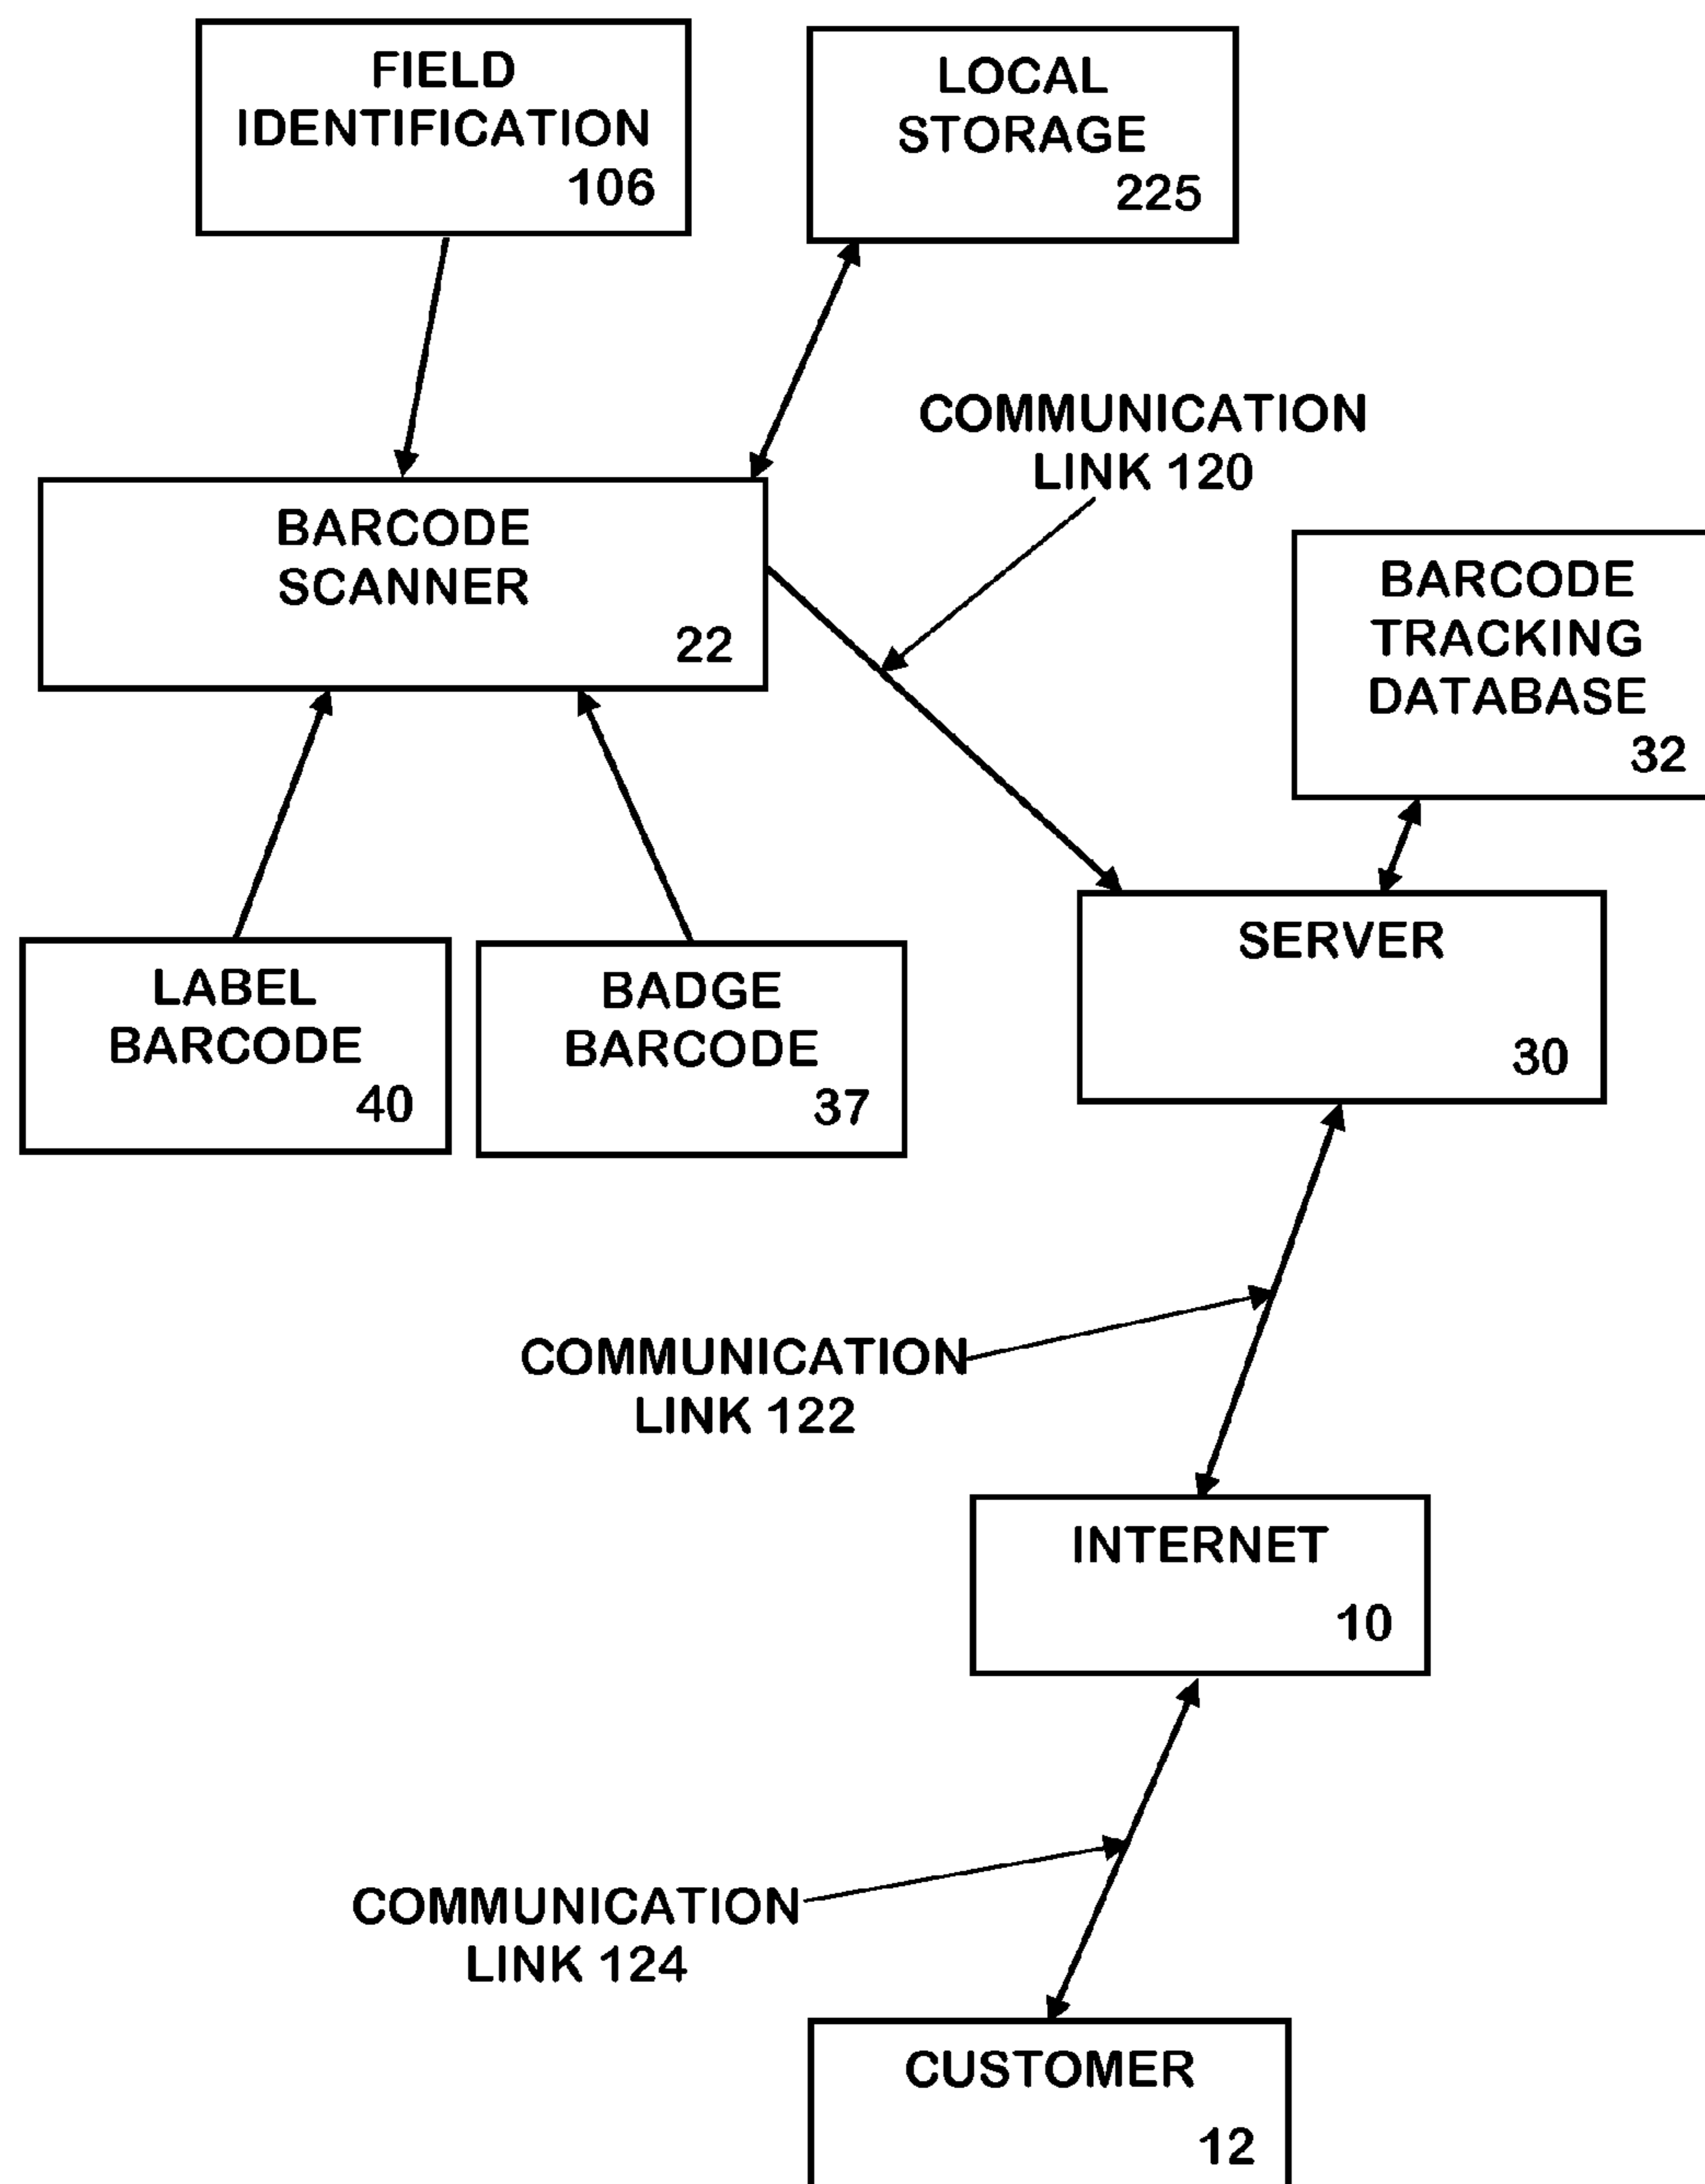 FIELD
IDENTIFICATION
106
LOCAL
STORAGE
225
COMMUNICATION
LINK 120
BARCODE
SCANNER
22
BARCODE
TRACKING
DATABASE
32
LABEL
BARCODE
40
BADGE
BARCODE
37
SERVER
30
COMMUNICATION
LINK 122
INTERNET
10
COMMUNICATION
LINK 124
CUSTOMER
12